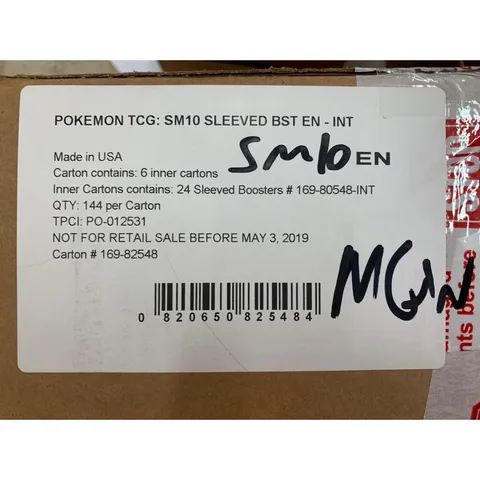 POKEMON TCG: SM10 SLEEVED BST EN - INT
Made in USA
SM10 EN
Carton contains: 6 inner cartons
Inner Cartons contains: 24 Sleeved Boosters # 169-80548-INT
QTY: 144 per Carton
TPCI: PO-012531
NOT FOR RETAIL SALE BEFORE MAY 3, 2019
Carton # 169-82548
0 820650 825484
nts before